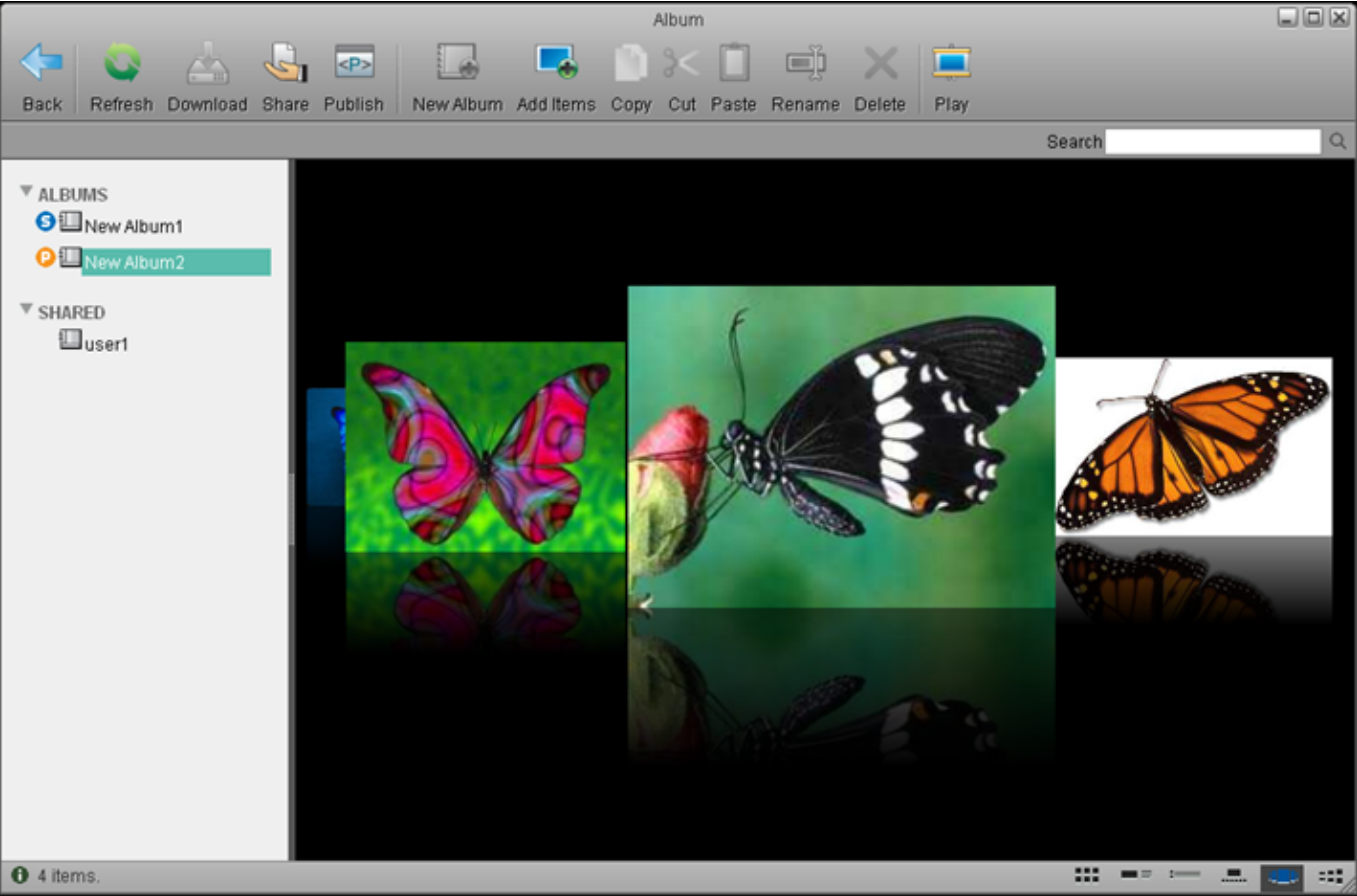 Album
Back Refresh Download Share <P> Publish New Album Add Items Copy Cut Paste Rename Delete Play
Search
ALBUMS
S New Album1
P New Album2
SHARED
user1
4 items.